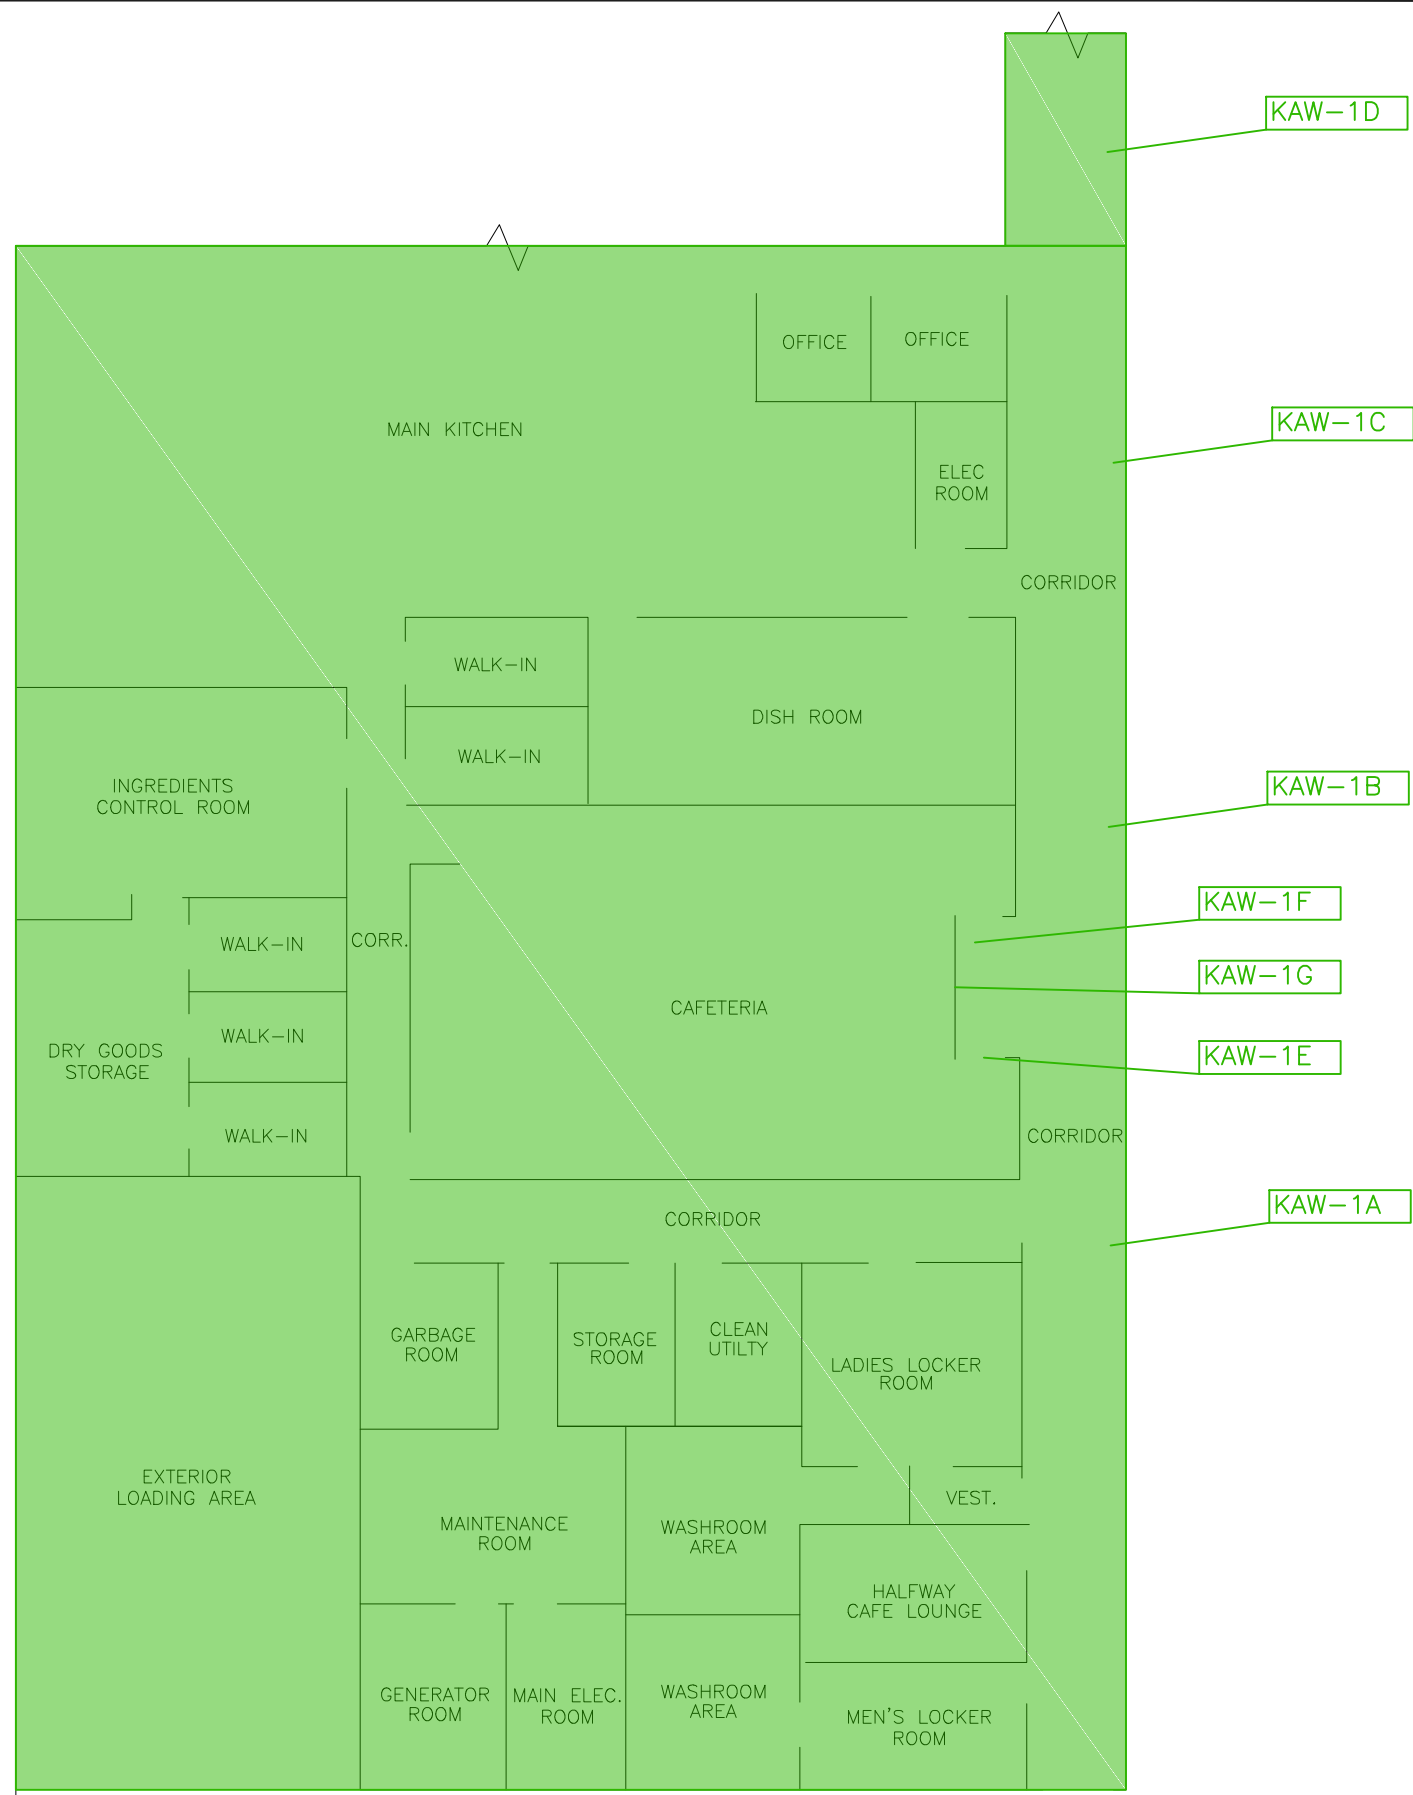 KAW-1D
OFFICE
OFFICE
MAIN KITCHEN
KAW-1C
ELEC
ROOM
CORRIDOR
WALK-IN
DISH ROOM
WALK-IN
INGREDIENTS
CONTROL ROOM
KAW-1B
KAW-1F
WALK-IN
CORR.
KAW-1G
CAFETERIA
WALK-IN
DRY GOODS
STORAGE
KAW-1E
WALK-IN
CORRIDOR
KAW-1A
CORRIDOR
GARBAGE
ROOM
STORAGE
ROOM
CLEAN
UTILTY
LADIES LOCKER
ROOM
EXTERIOR
LOADING AREA
VEST.
MAINTENANCE
ROOM
WASHROOM
AREA
HALFWAY
CAFE LOUNGE
GENERATOR
ROOM
MAIN ELEC.
ROOM
WASHROOM
AREA
MEN'S LOCKER
ROOM